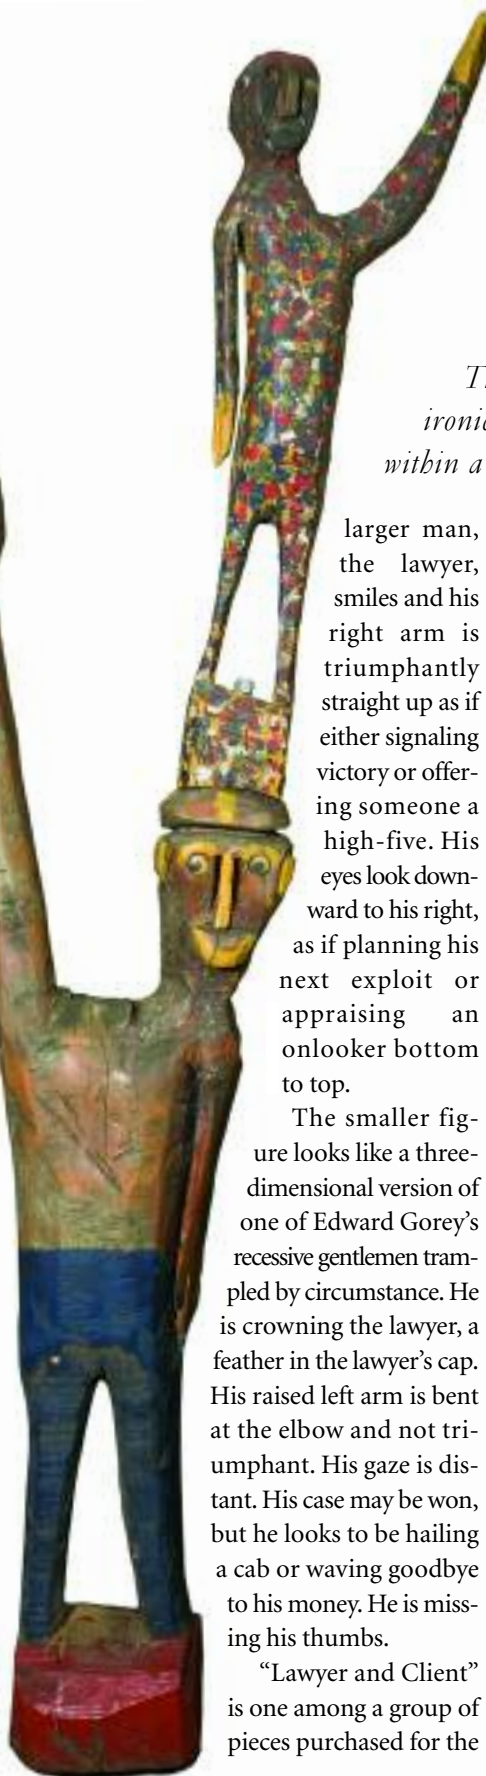 ironic
within a
larger man,
the lawyer,
smiles and his
right arm is
triumphantly
straight up as if
either signaling
victory or offer-
ing someone a
high-five. His
eyes look down-
ward to his right,
as if planning his
next exploit or
appraising an
onlooker bottom
to top.
The smaller fig-
ure looks like a three-
dimensional version of
one of Edward Gorey’s
recessive gentlemen tram-
pled by circumstance. He
is crowning the lawyer, a
feather in the lawyer’s cap.
His raised left arm is bent
at the elbow and not tri-
umphant. His gaze is dis-
tant. His case may be won,
but he looks to be hailing
a cab or waving goodbye
to his money. He is miss-
ing his thumbs.
“Lawyer and Client”
is one among a group of
pieces purchased for the